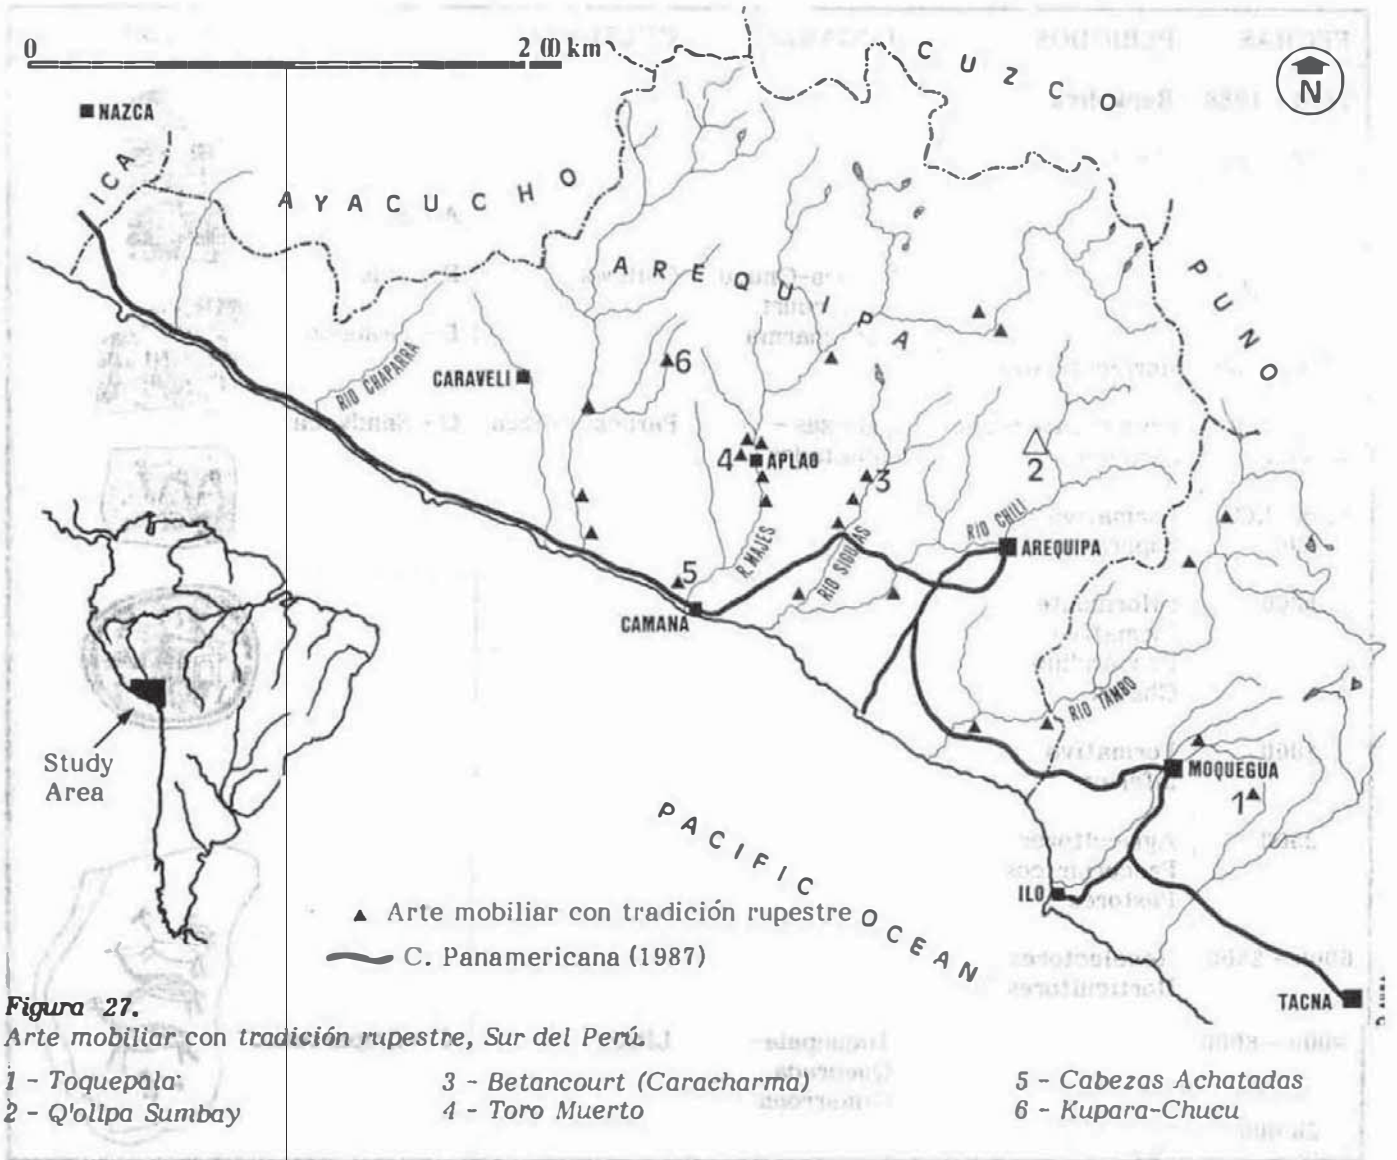 0 200 km
N
NAZCA
ICA
AYACUCHO
CUZCO
AREQUIPA
PUNO
RIO CHAPARRA
CARAVELI
6
4
APLAO
3
2
R. MAJES
RIO SIGUAS
RIO CHILI
AREQUIPA
5
CAMANA
RIO TAMBO
Study
Area
MOQUEGUA
1
PACIFIC OCEAN
ILO
TACNA
Arte mobiliar con tradición rupestre
C. Panamericana (1987)
Figura 27.
Arte mobiliar con tradición rupestre, Sur del Perú.
1 - Toquepala; 3 - Betancourt (Caracharma) 5 - Cabezas Achatadas
2 - Q'ollpa Sumbay 4 - Toro Muerto 6 - Kupara-Chucu